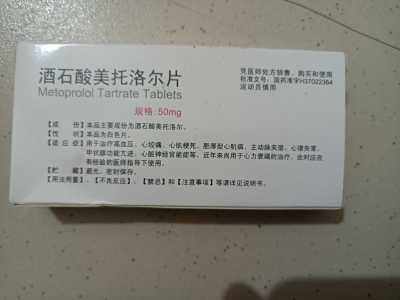 酒石酸美托洛尔片
Metoprolol Tartrate Tablets
规格:50mg
凭医师处方销售、购买和使用
批准文号:国药准字H37022364
运动员慎用
【成　份】本品主要成份为酒石酸美托洛尔。
【性　状】本品为白色片。
【适 应 症】用于治疗高血压、心绞痛、心肌梗死、肥厚型心肌病、主动脉夹层、心律失常、
甲状腺功能亢进、心脏神经官能症等。近年来尚用于心力衰竭的治疗，此时应在
有经验的医师指导下使用。
【贮　藏】避光，密封保存。
【用法用量】、【不良反应】、【禁忌】和【注意事项】等请详见说明书。